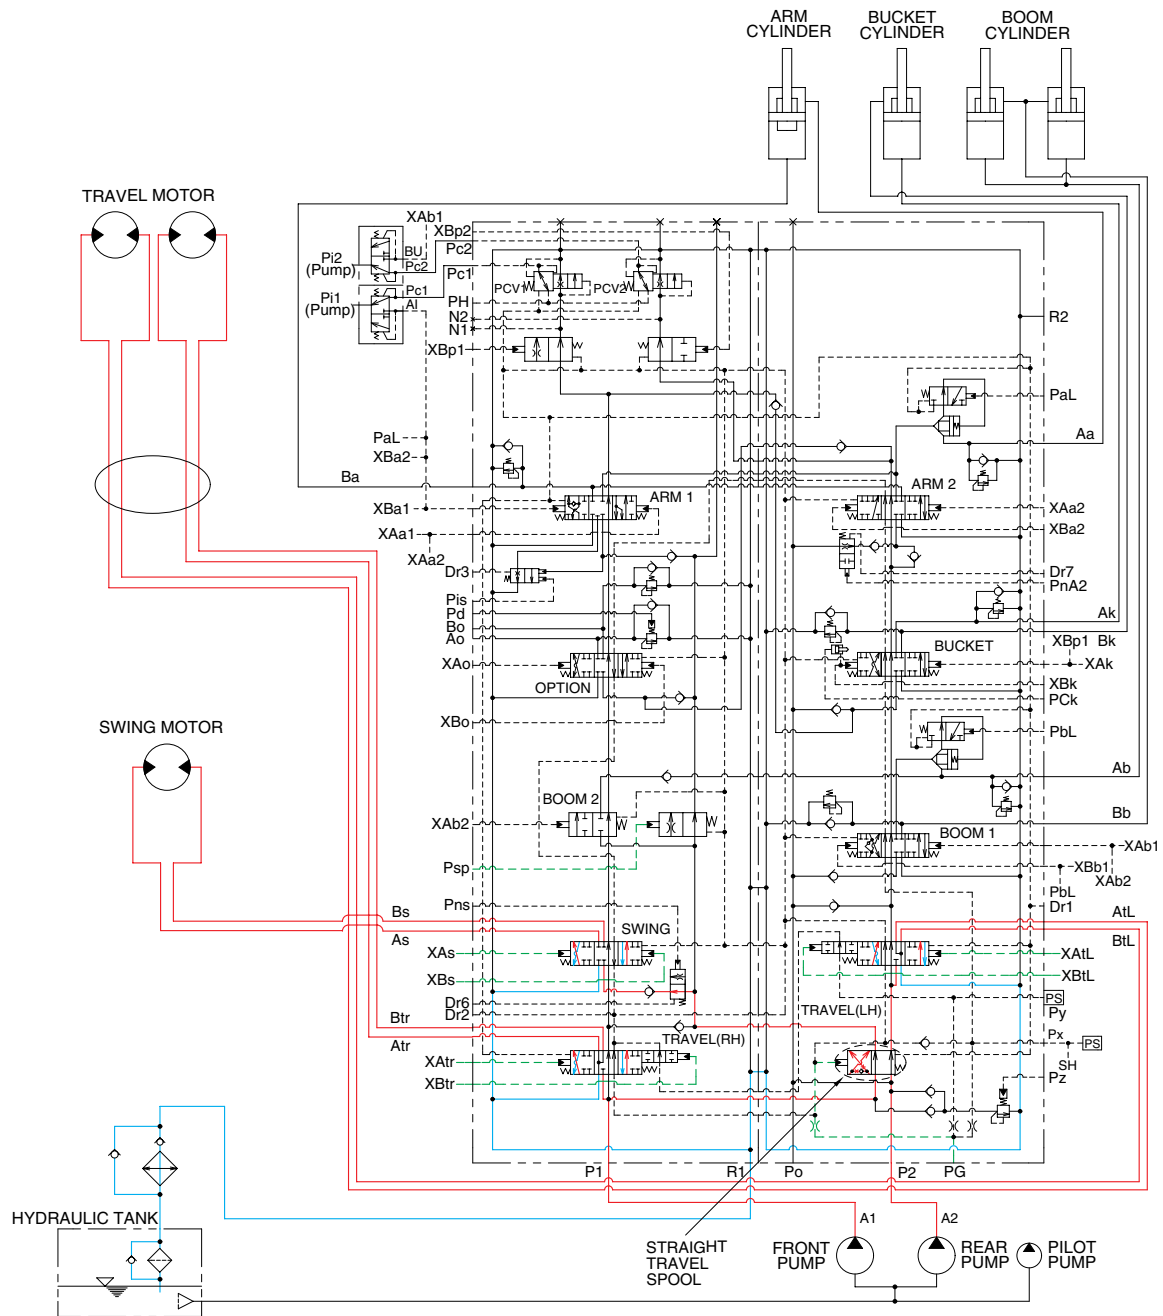 ARM
CYLINDER
BUCKET
CYLINDER
BOOM
CYLINDER
TRAVEL MOTOR
XAb1
XBp2
Pi2
(Pump)
BU
Pc2
Pc2
Pc1
Pi1
(Pump)
Pc1
AI
PCV1
PCV2
PH
N2
N1
XBp1
R2
PaL
Aa
PaL
XBa2
Ba
XBa1
ARM 1
ARM 2
XAa2
XBa2
XAa1
XAa2
Dr3
Dr7
PnA2
Pis
Pd
Bo
Ao
Ak
XBp1 Bk
XAo
OPTION
BUCKET
XAk
XBk
PCk
XBo
PbL
SWING MOTOR
Ab
BOOM 2
Bb
XAb2
BOOM 1
XAb1
XBb1
XAb2
PbL
Psp
Pns
Dr1
Bs
As
SWING
AtL
BtL
XAs
XBs
XAtL
XBtL
Dr6
Dr2
PS
Py
Btr
TRAVEL(LH)
Atr
TRAVEL(RH)
Px
PS
SH
XAtr
XBtr
Pz
P1
R1
Po
P2
PG
HYDRAULIC TANK
A1
A2
STRAIGHT
TRAVEL
SPOOL
FRONT
PUMP
REAR
PUMP
PILOT
PUMP